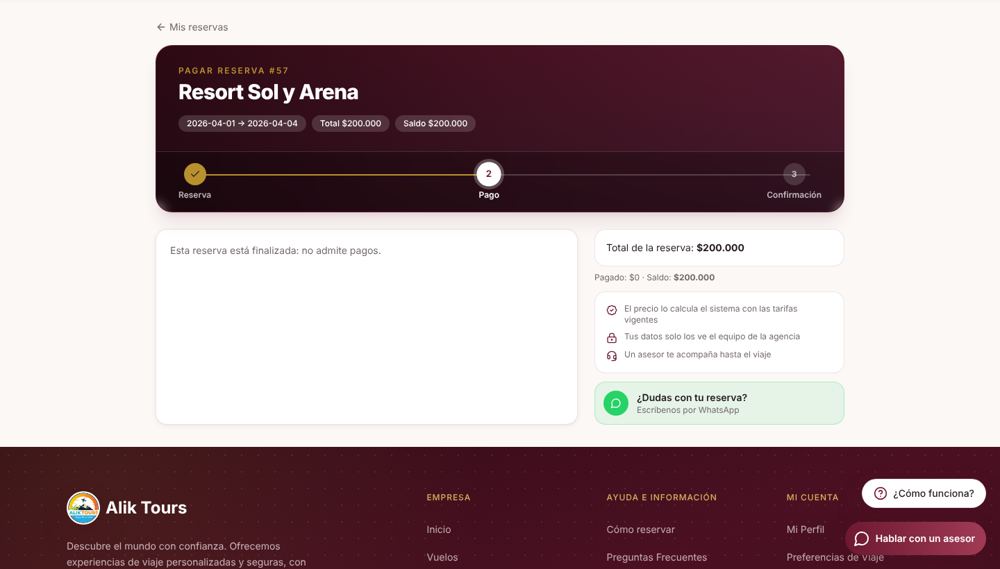 ← Mis reservas
PAGAR RESERVA #57
Resort Sol y Arena
2026-04-01 → 2026-04-04
Total $200.000
Saldo $200.000
2
3
Reserva
Pago
Confirmación
Esta reserva está finalizada: no admite pagos.
Total de la reserva: $200.000
Pagado: $0 · Saldo: $200.000
El precio lo calcula el sistema con las tarifas
vigentes
Tus datos solo los ve el equipo de la agencia
Un asesor te acompaña hasta el viaje
¿Dudas con tu reserva?
Escríbenos por WhatsApp
ALIK TOURS
Alik Tours
Descubre el mundo con confianza. Ofrecemos
experiencias de viaje personalizadas y seguras, con
EMPRESA
Inicio
Vuelos
AYUDA E INFORMACIÓN
Cómo reservar
Preguntas Frecuentes
MI CUENTA
Mi Perfil
Preferencias de Viaje
¿Cómo funciona?
Hablar con un asesor